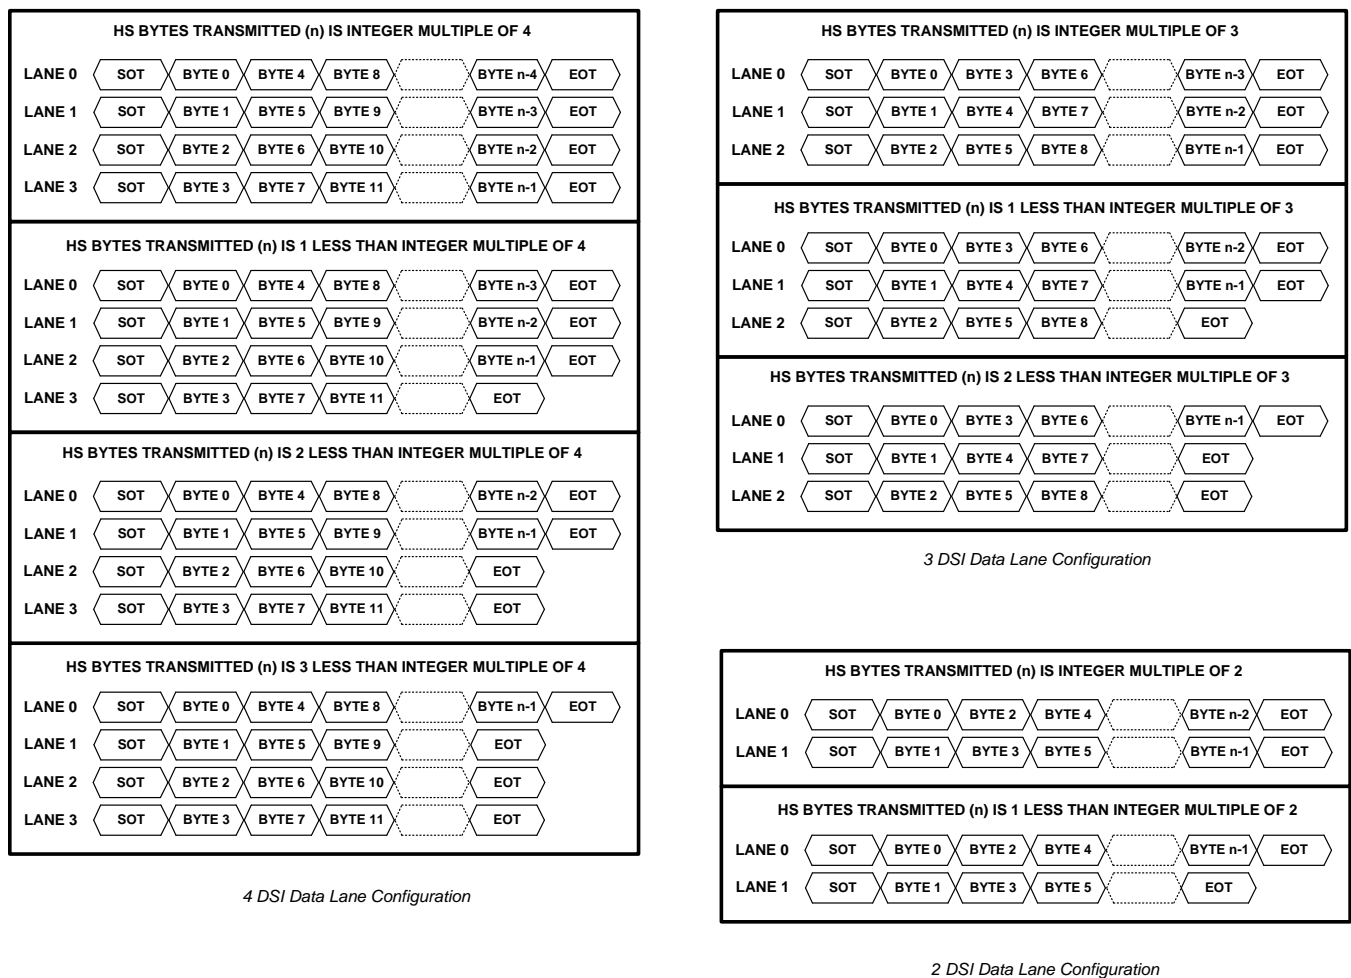 HS BYTES TRANSMITTED (n) IS INTEGER MULTIPLE OF 4
LANE 0 SOT BYTE 0 BYTE 4 BYTE 8 BYTE n-4 EOT
LANE 1 SOT BYTE 1 BYTE 5 BYTE 9 BYTE n-3 EOT
LANE 2 SOT BYTE 2 BYTE 6 BYTE 10 BYTE n-2 EOT
LANE 3 SOT BYTE 3 BYTE 7 BYTE 11 BYTE n-1 EOT
HS BYTES TRANSMITTED (n) IS 1 LESS THAN INTEGER MULTIPLE OF 4
LANE 0 SOT BYTE 0 BYTE 4 BYTE 8 BYTE n-3 EOT
LANE 1 SOT BYTE 1 BYTE 5 BYTE 9 BYTE n-2 EOT
LANE 2 SOT BYTE 2 BYTE 6 BYTE 10 BYTE n-1 EOT
LANE 3 SOT BYTE 3 BYTE 7 BYTE 11 EOT
HS BYTES TRANSMITTED (n) IS 2 LESS THAN INTEGER MULTIPLE OF 4
LANE 0 SOT BYTE 0 BYTE 4 BYTE 8 BYTE n-2 EOT
LANE 1 SOT BYTE 1 BYTE 5 BYTE 9 BYTE n-1 EOT
LANE 2 SOT BYTE 2 BYTE 6 BYTE 10 EOT
LANE 3 SOT BYTE 3 BYTE 7 BYTE 11 EOT
HS BYTES TRANSMITTED (n) IS 3 LESS THAN INTEGER MULTIPLE OF 4
LANE 0 SOT BYTE 0 BYTE 4 BYTE 8 BYTE n-1 EOT
LANE 1 SOT BYTE 1 BYTE 5 BYTE 9 EOT
LANE 2 SOT BYTE 2 BYTE 6 BYTE 10 EOT
LANE 3 SOT BYTE 3 BYTE 7 BYTE 11 EOT
4 DSI Data Lane Configuration
HS BYTES TRANSMITTED (n) IS INTEGER MULTIPLE OF 3
LANE 0 SOT BYTE 0 BYTE 3 BYTE 6 BYTE n-3 EOT
LANE 1 SOT BYTE 1 BYTE 4 BYTE 7 BYTE n-2 EOT
LANE 2 SOT BYTE 2 BYTE 5 BYTE 8 BYTE n-1 EOT
HS BYTES TRANSMITTED (n) IS 1 LESS THAN INTEGER MULTIPLE OF 3
LANE 0 SOT BYTE 0 BYTE 3 BYTE 6 BYTE n-2 EOT
LANE 1 SOT BYTE 1 BYTE 4 BYTE 7 BYTE n-1 EOT
LANE 2 SOT BYTE 2 BYTE 5 BYTE 8 EOT
HS BYTES TRANSMITTED (n) IS 2 LESS THAN INTEGER MULTIPLE OF 3
LANE 0 SOT BYTE 0 BYTE 3 BYTE 6 BYTE n-1 EOT
LANE 1 SOT BYTE 1 BYTE 4 BYTE 7 EOT
LANE 2 SOT BYTE 2 BYTE 5 BYTE 8 EOT
3 DSI Data Lane Configuration
HS BYTES TRANSMITTED (n) IS INTEGER MULTIPLE OF 2
LANE 0 SOT BYTE 0 BYTE 2 BYTE 4 BYTE n-2 EOT
LANE 1 SOT BYTE 1 BYTE 3 BYTE 5 BYTE n-1 EOT
HS BYTES TRANSMITTED (n) IS 1 LESS THAN INTEGER MULTIPLE OF 2
LANE 0 SOT BYTE 0 BYTE 2 BYTE 4 BYTE n-1 EOT
LANE 1 SOT BYTE 1 BYTE 3 BYTE 5 EOT
2 DSI Data Lane Configuration